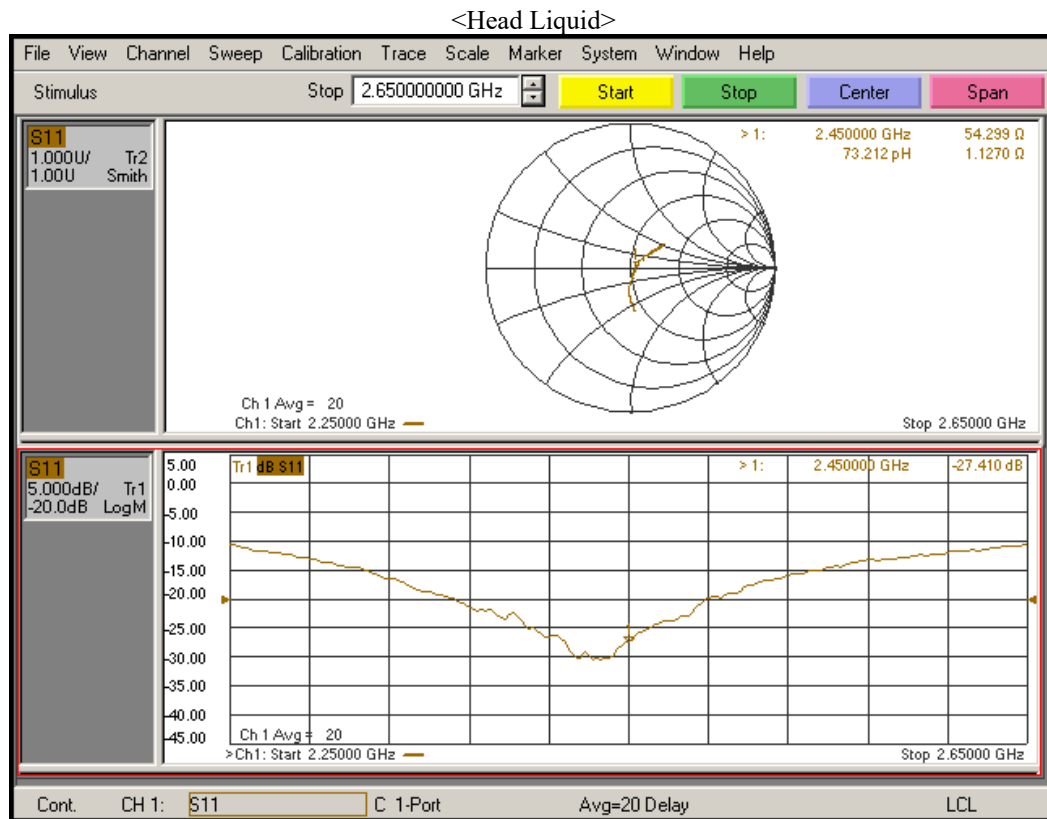 <Head Liquid>
File View Channel Sweep Calibration Trace Scale Marker System Window Help
Stimulus Stop 2.650000000 GHz Start Stop Center Span
S11
1.000U/ Tr2
1.00U Smith
> 1: 2.450000 GHz 54.299 Ω
73.212 pH 1.1270 Ω
Ch 1 Avg = 20
Ch1: Start 2.25000 GHz Stop 2.65000 GHz
S11
5.000dB/ Tr1
-20.0dB LogM
Tr1 dB S11 > 1: 2.450000 GHz -27.410 dB
5.00
0.00
-5.00
-10.00
-15.00
-20.00
-25.00
-30.00
-35.00
-40.00
-45.00
Ch 1 Avg = 20
>Ch1: Start 2.25000 GHz Stop 2.65000 GHz
Cont. CH 1: S11 C 1-Port Avg=20 Delay LCL